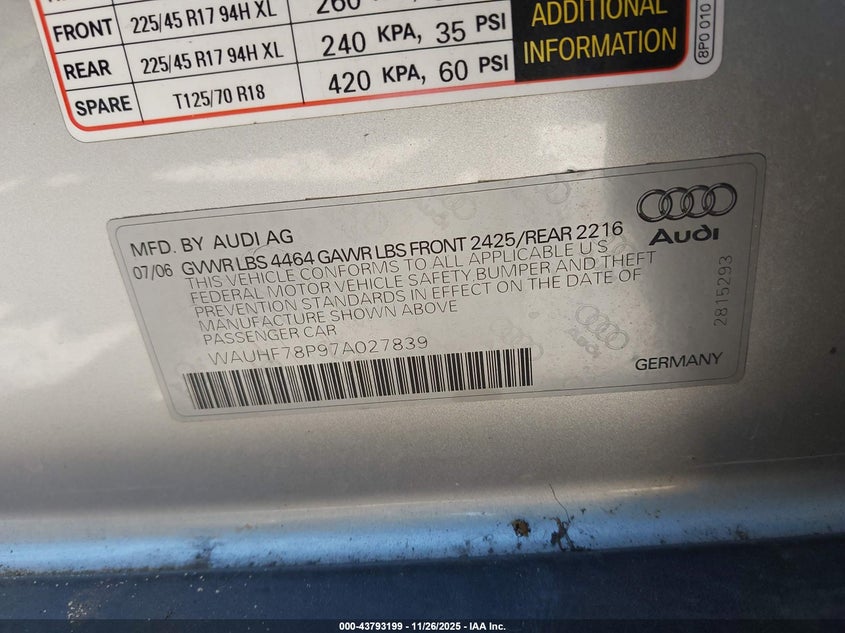 FRONT 225/45 R17 94H XL 260
REAR 225/45 R17 94H XL 240 KPA, 35 PSI
SPARE T125/70 R18 420 KPA, 60 PSI
ADDITIONAL
INFORMATION
8P0 010
MFD. BY AUDI AG
07/06 GVWR LBS 4464 GAWR LBS FRONT 2425/REAR 2216
THIS VEHICLE CONFORMS TO ALL APPLICABLE U S
FEDERAL MOTOR VEHICLE SAFETY, BUMPER AND THEFT
PREVENTION STANDARDS IN EFFECT ON THE DATE OF
MANUFACTURE SHOWN ABOVE
PASSENGER CAR
WAUHF78P97A027839
Audi
2815293
GERMANY
000-43793199 - 11/26/2025 - IAA Inc.